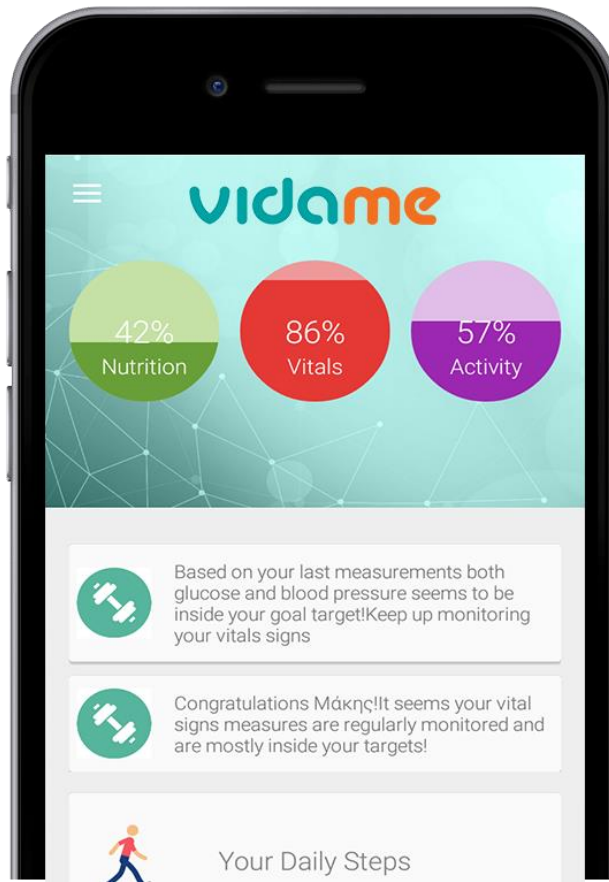 vidame
42%
86%
57%
Nutrition
Vitals
Activity
Based on your last measurements both
glucose and blood pressure seems to be
inside your goal target!Keep up monitoring
your vitals signs
Congratulations Μάκης!It seems your vital
signs measures are regularly monitored and
are mostly inside your targets!
Your Daily Steps